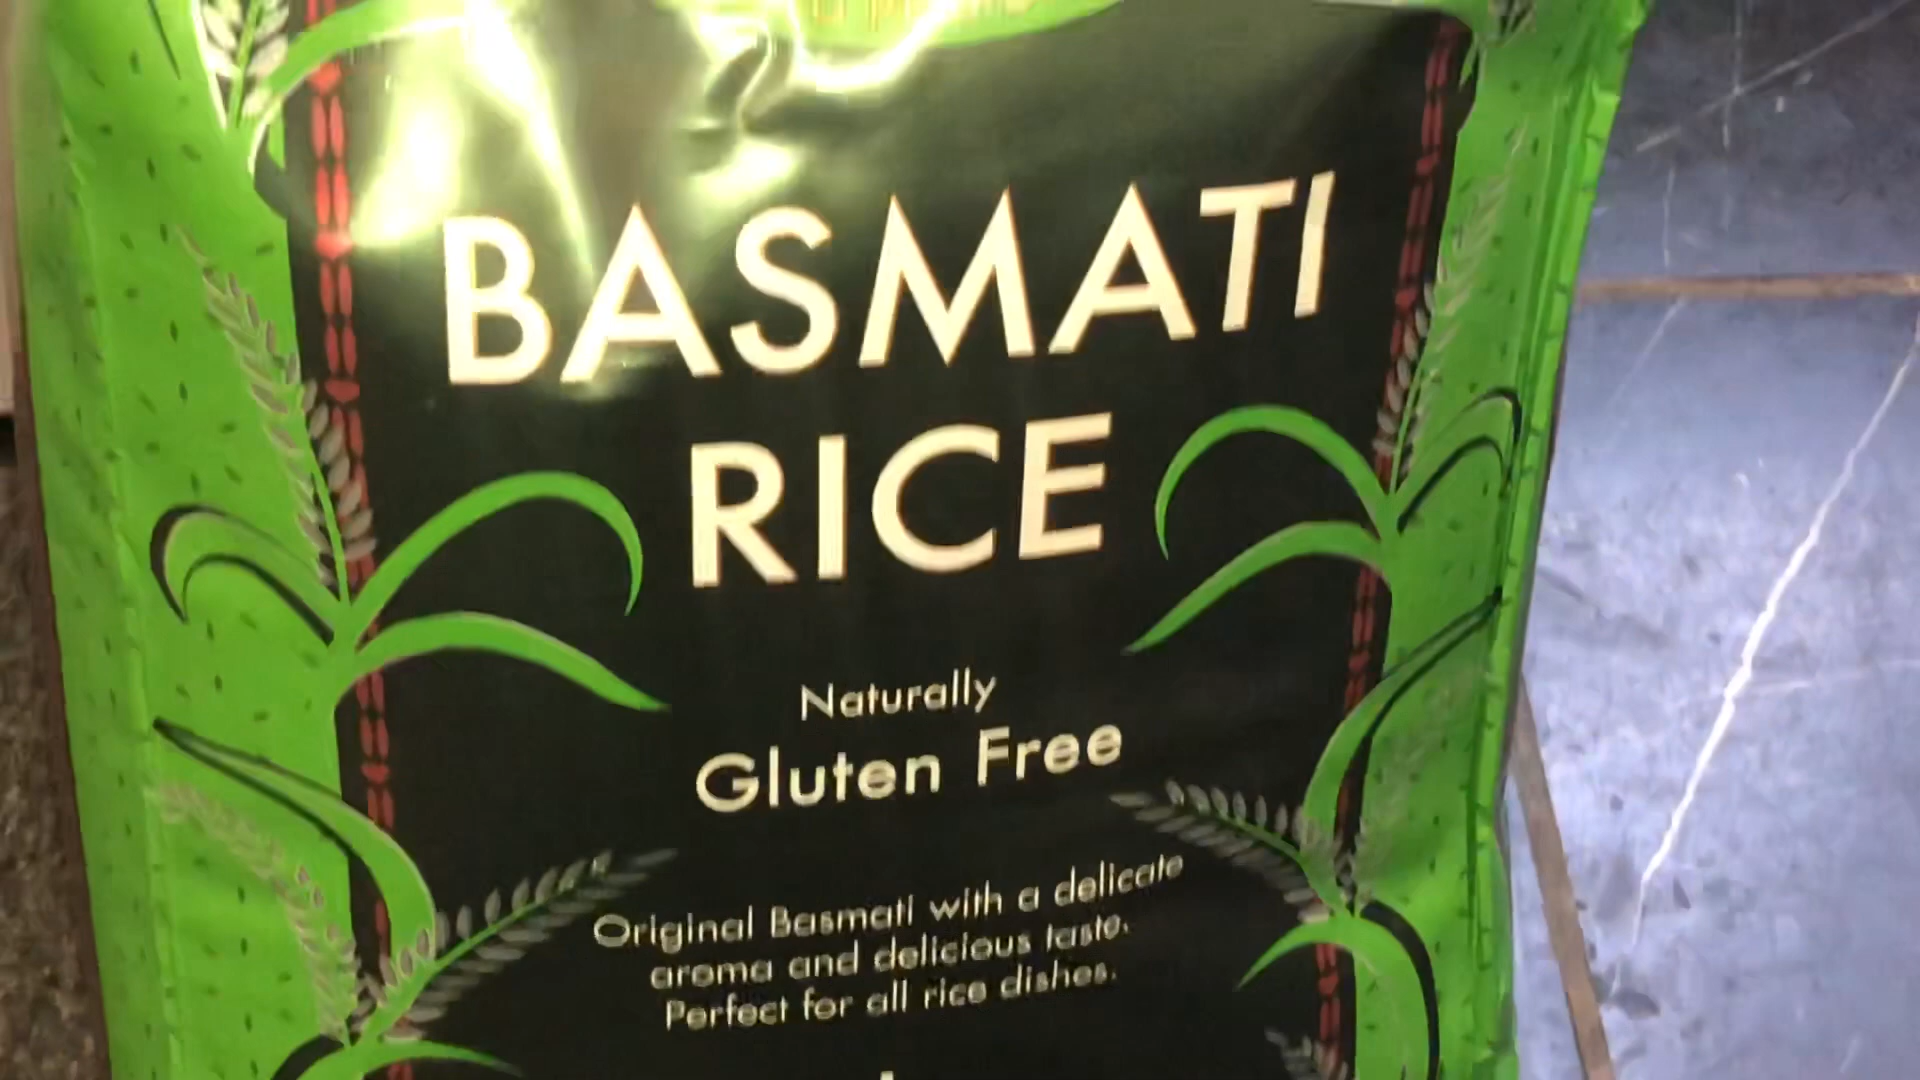 BASMATI
RICE
Naturally
Gluten Free
Original Basmati with a delicate
aroma and delicious taste.
Perfect for all rice dishes.